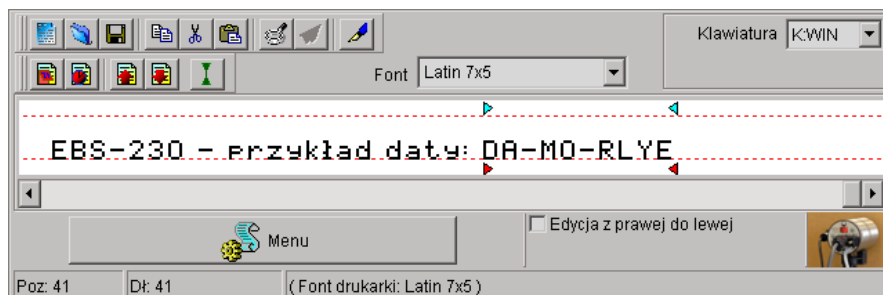 Klawiatura K:WIN
Font Latin 7x5
EBS-230 - przykład daty: DA-MO-RLYE
Menu
Edycja z prawej do lewej
Poz: 41 Dł: 41 ( Font drukarki: Latin 7x5 )